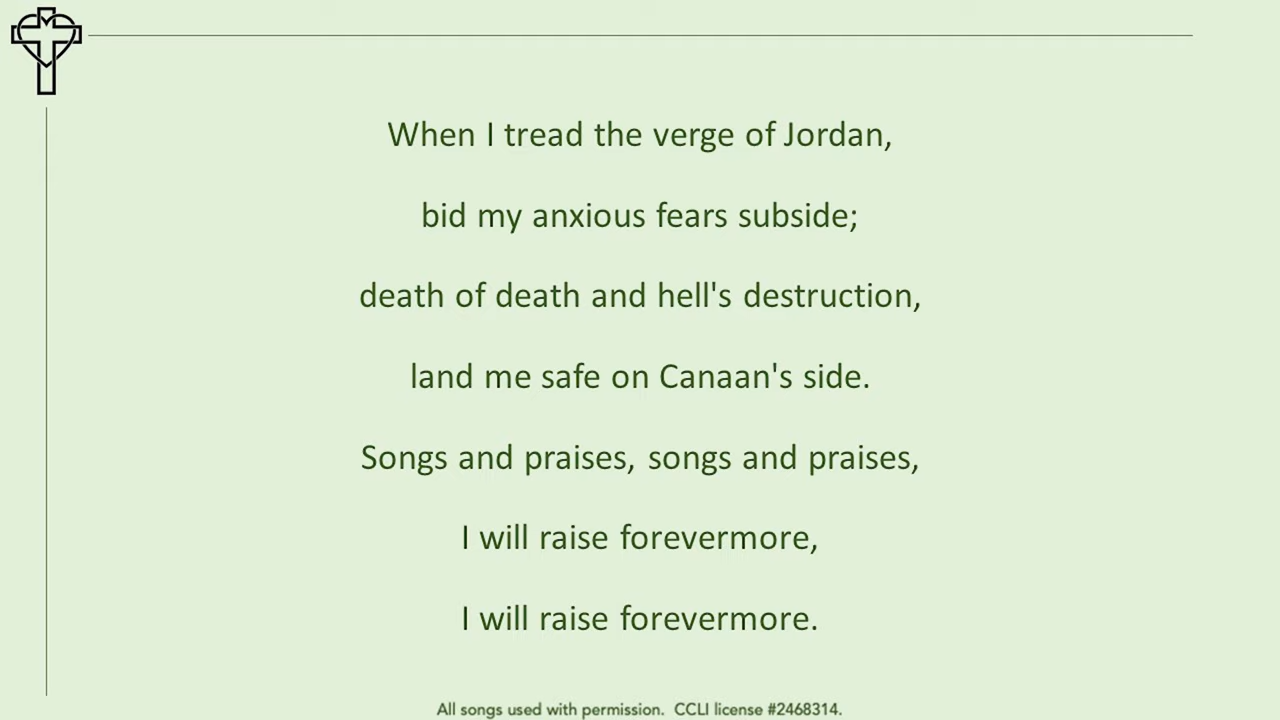 When I tread the verge of Jordan,
bid my anxious fears subside;
death of death and hell's destruction,
land me safe on Canaan's side.
Songs and praises, songs and praises,
I will raise forevermore,
I will raise forevermore.
All songs used with permission.  CCLI license #2468314.